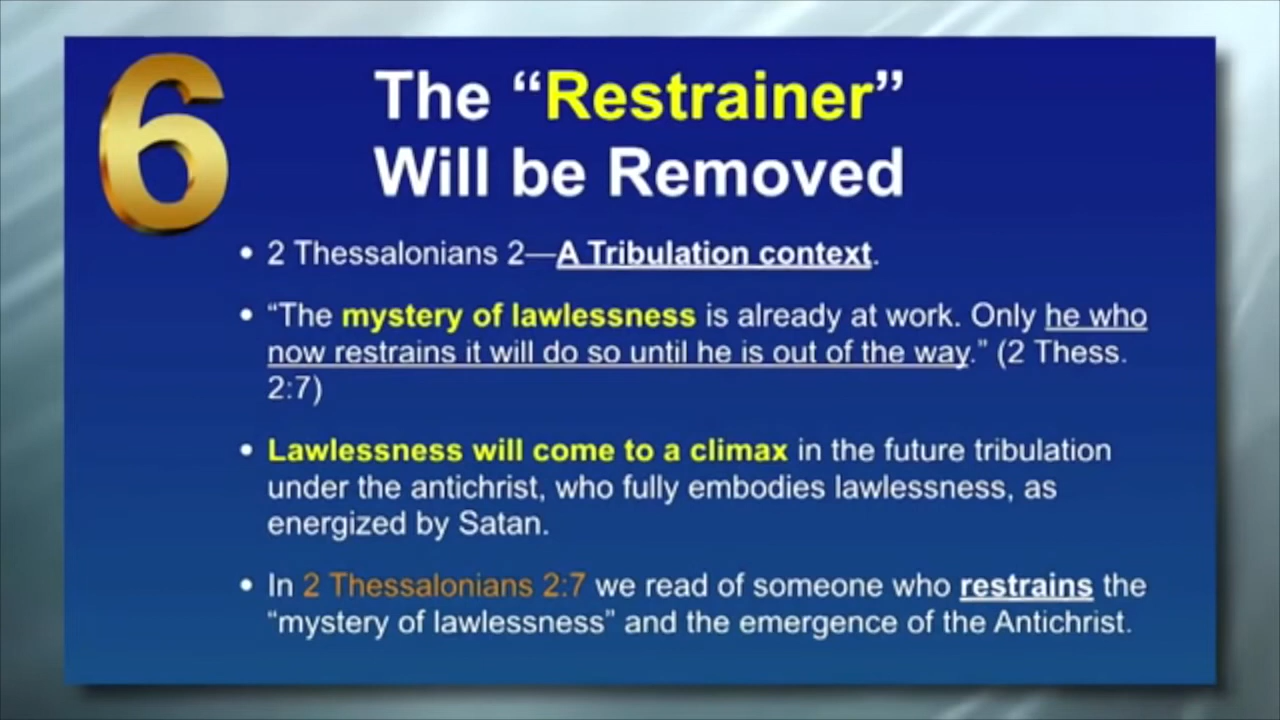 6
The “Restrainer”
Will be Removed
• 2 Thessalonians 2—A Tribulation context.
• “The mystery of lawlessness is already at work. Only he who
now restrains it will do so until he is out of the way.” (2 Thess.
2:7)
• Lawlessness will come to a climax in the future tribulation
under the antichrist, who fully embodies lawlessness, as
energized by Satan.
• In 2 Thessalonians 2:7 we read of someone who restrains the
“mystery of lawlessness” and the emergence of the Antichrist.